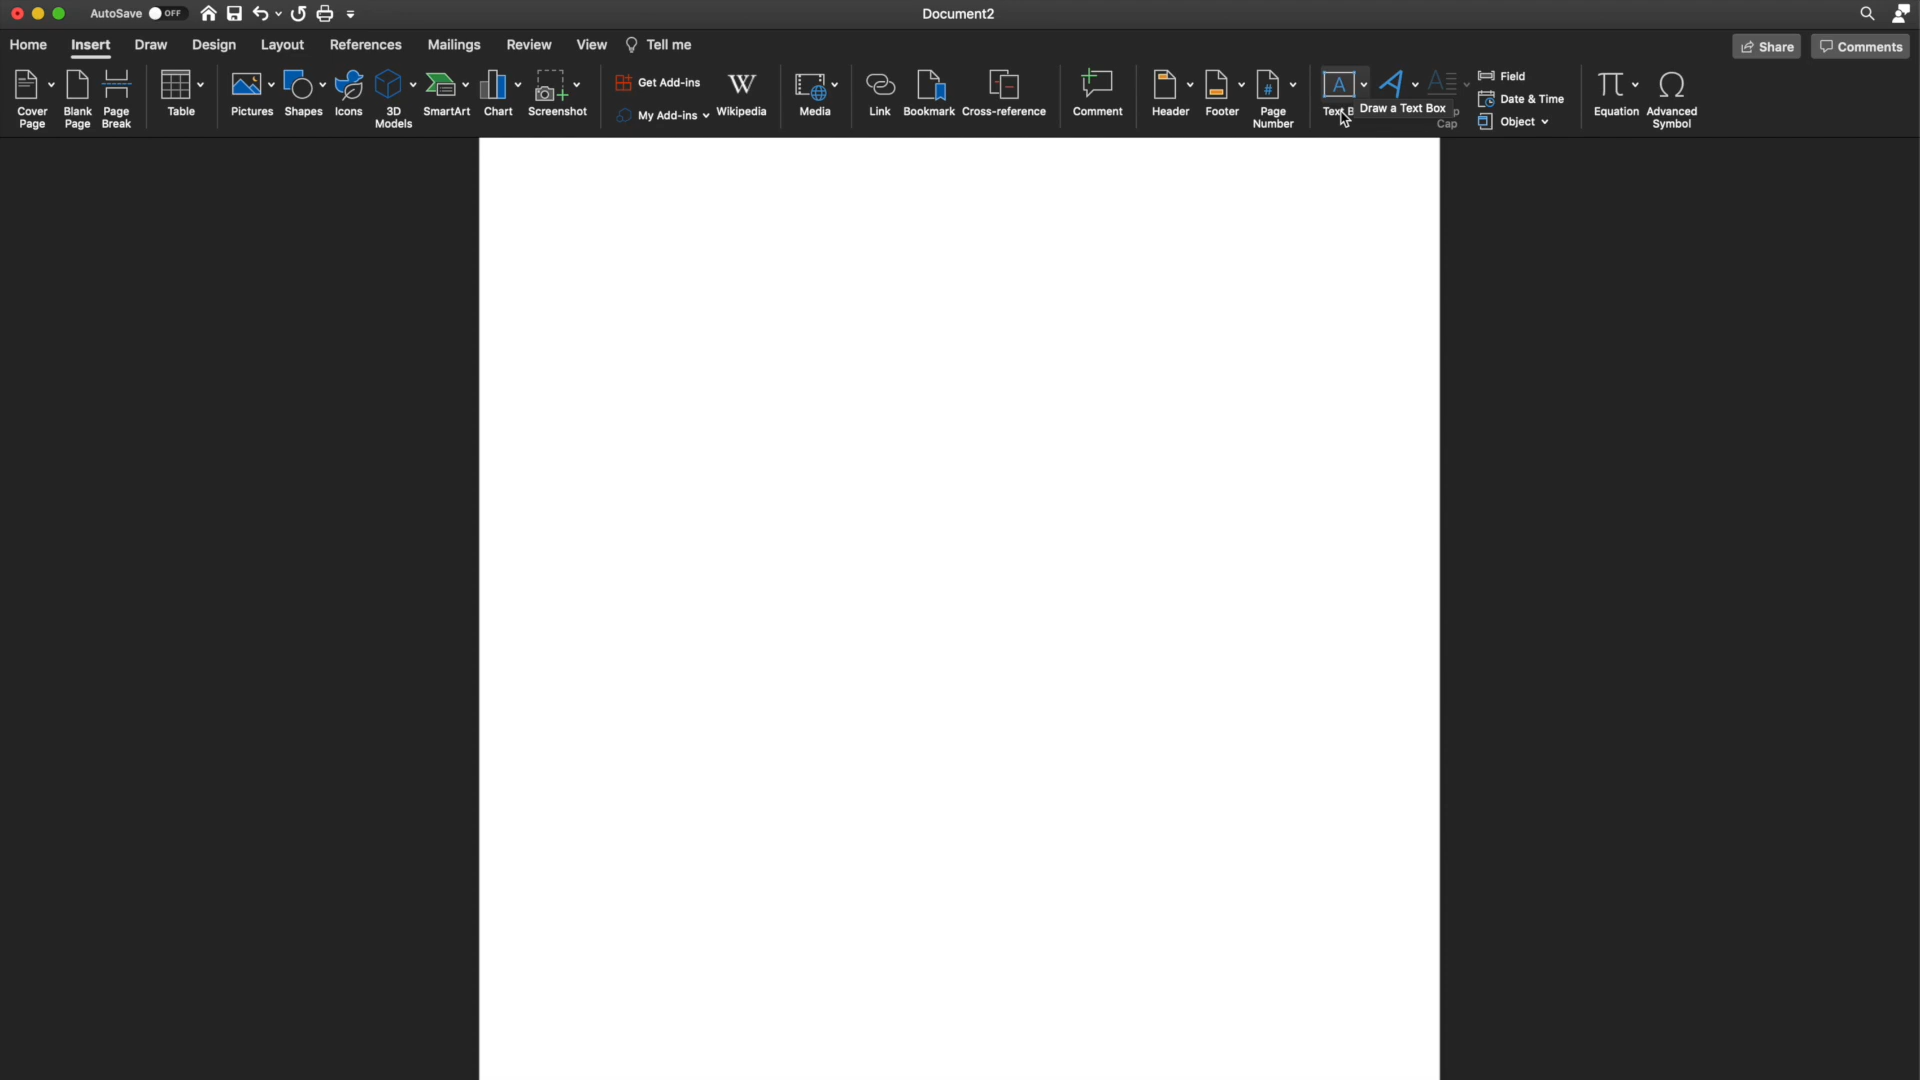 AutoSave OFF
Document2
Home Insert Draw Design Layout References Mailings Review View Tell me
Share Comments
Cover Page
Blank Page
Page Break
Table
Pictures
Shapes
Icons
3D Models
SmartArt
Chart
Screenshot
Get Add-ins
My Add-ins
W
Wikipedia
Media
Link
Bookmark
Cross-reference
Comment
Header
Footer
#
Page Number
A
Text
Draw a Text Box
A
A
Cap
Field
Date & Time
Object
π
Equation
Ω
Advanced Symbol